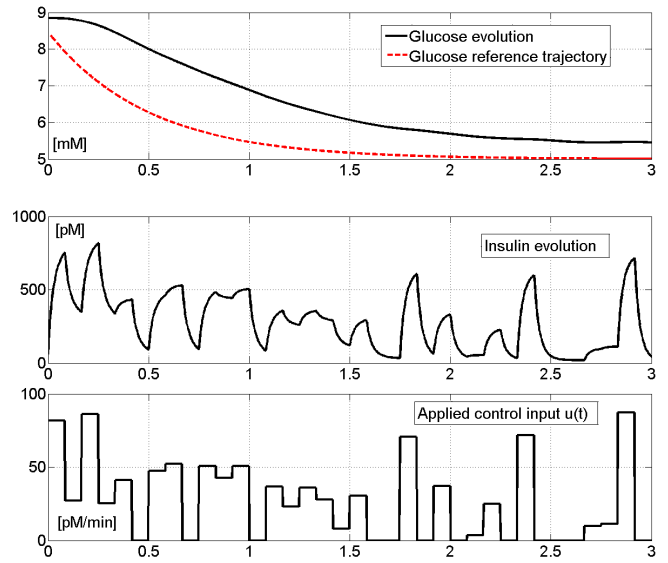 9
8
7
6
5
[mM]
Glucose evolution
Glucose reference trajectory
0 0.5 1 1.5 2 2.5 3
1000
500
0
[pM]
Insulin evolution
0 0.5 1 1.5 2 2.5 3
100
50
0
Applied control input u(t)
[pM/min]
0 0.5 1 1.5 2 2.5 3